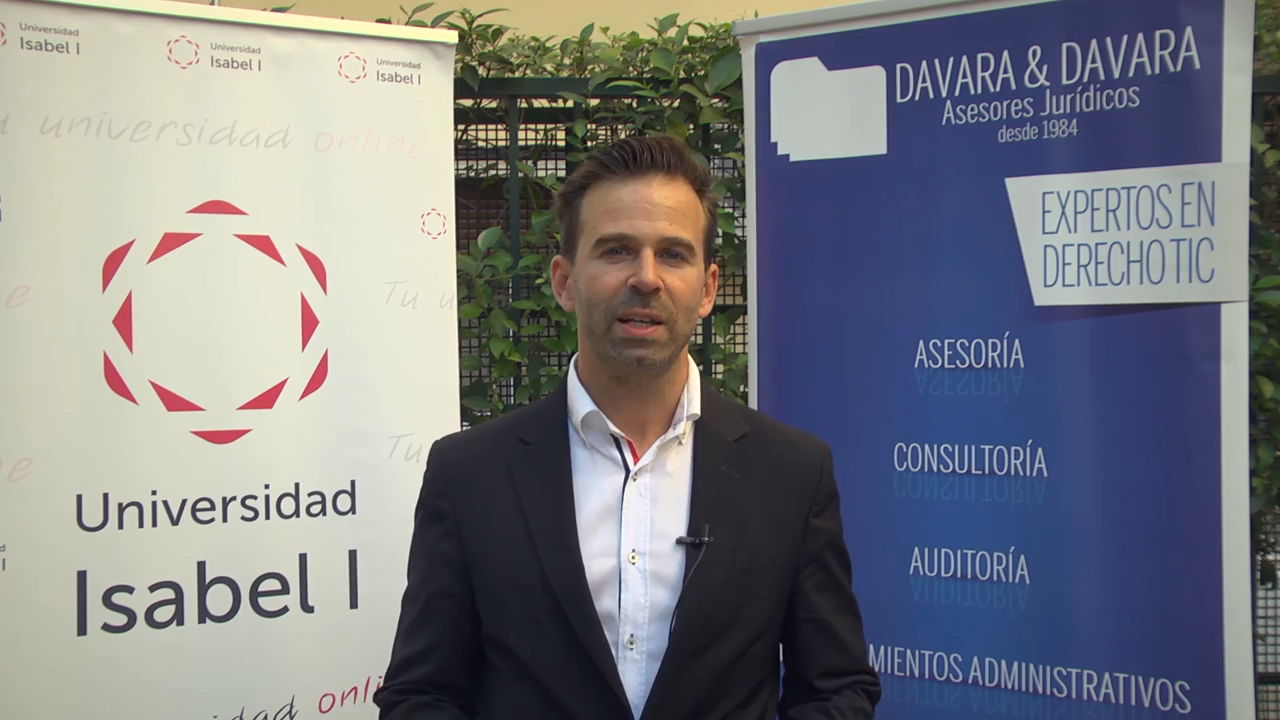 Universidad
Isabel I
Universidad
Isabel I
Universidad
Isabel I
universidad online
Tu
Tu
Universidad
Isabel I
online
DAVARA & DAVARA
Asesores Jurídicos
desde 1984
EXPERTOS EN
DERECHO TIC
ASESORÍA
CONSULTORÍA
AUDITORÍA
MIENTOS ADMINISTRATIVOS